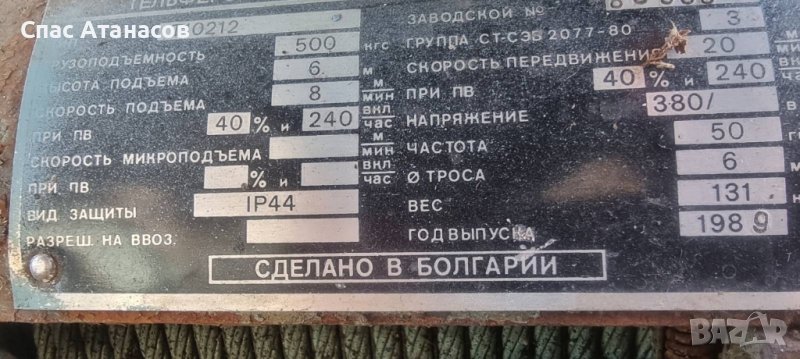 Спас Атанасов
ЗАВОДСКОЙ №
0212
3
500 кгс
ГРУППА СТ-СЭВ 2077-80
ГРУЗОПОДЪЕМНОСТЬ
6 м
20
СКОРОСТЬ ПЕРЕДВИЖЕНИЯ
ВЫСОТА ПОДЪЕМА
8 м/мин
40 % и 240
ПРИ ПВ
СКОРОСТЬ ПОДЪЕМА
380/ В
ПРИ ПВ 40 % и 240 вкл/час
НАПРЯЖЕНИЕ
50
СКОРОСТЬ МИКРОПОДЪЕМА м/мин
ЧАСТОТА
6 м
ПРИ ПВ % и вкл/час
Ø ТРОСА
131
ВИД ЗАЩИТЫ IP44
ВЕС
1989
РАЗРЕШ. НА ВВОЗ.
ГОД ВЫПУСКА
СДЕЛАНО В БОЛГАРИИ
BAZAR